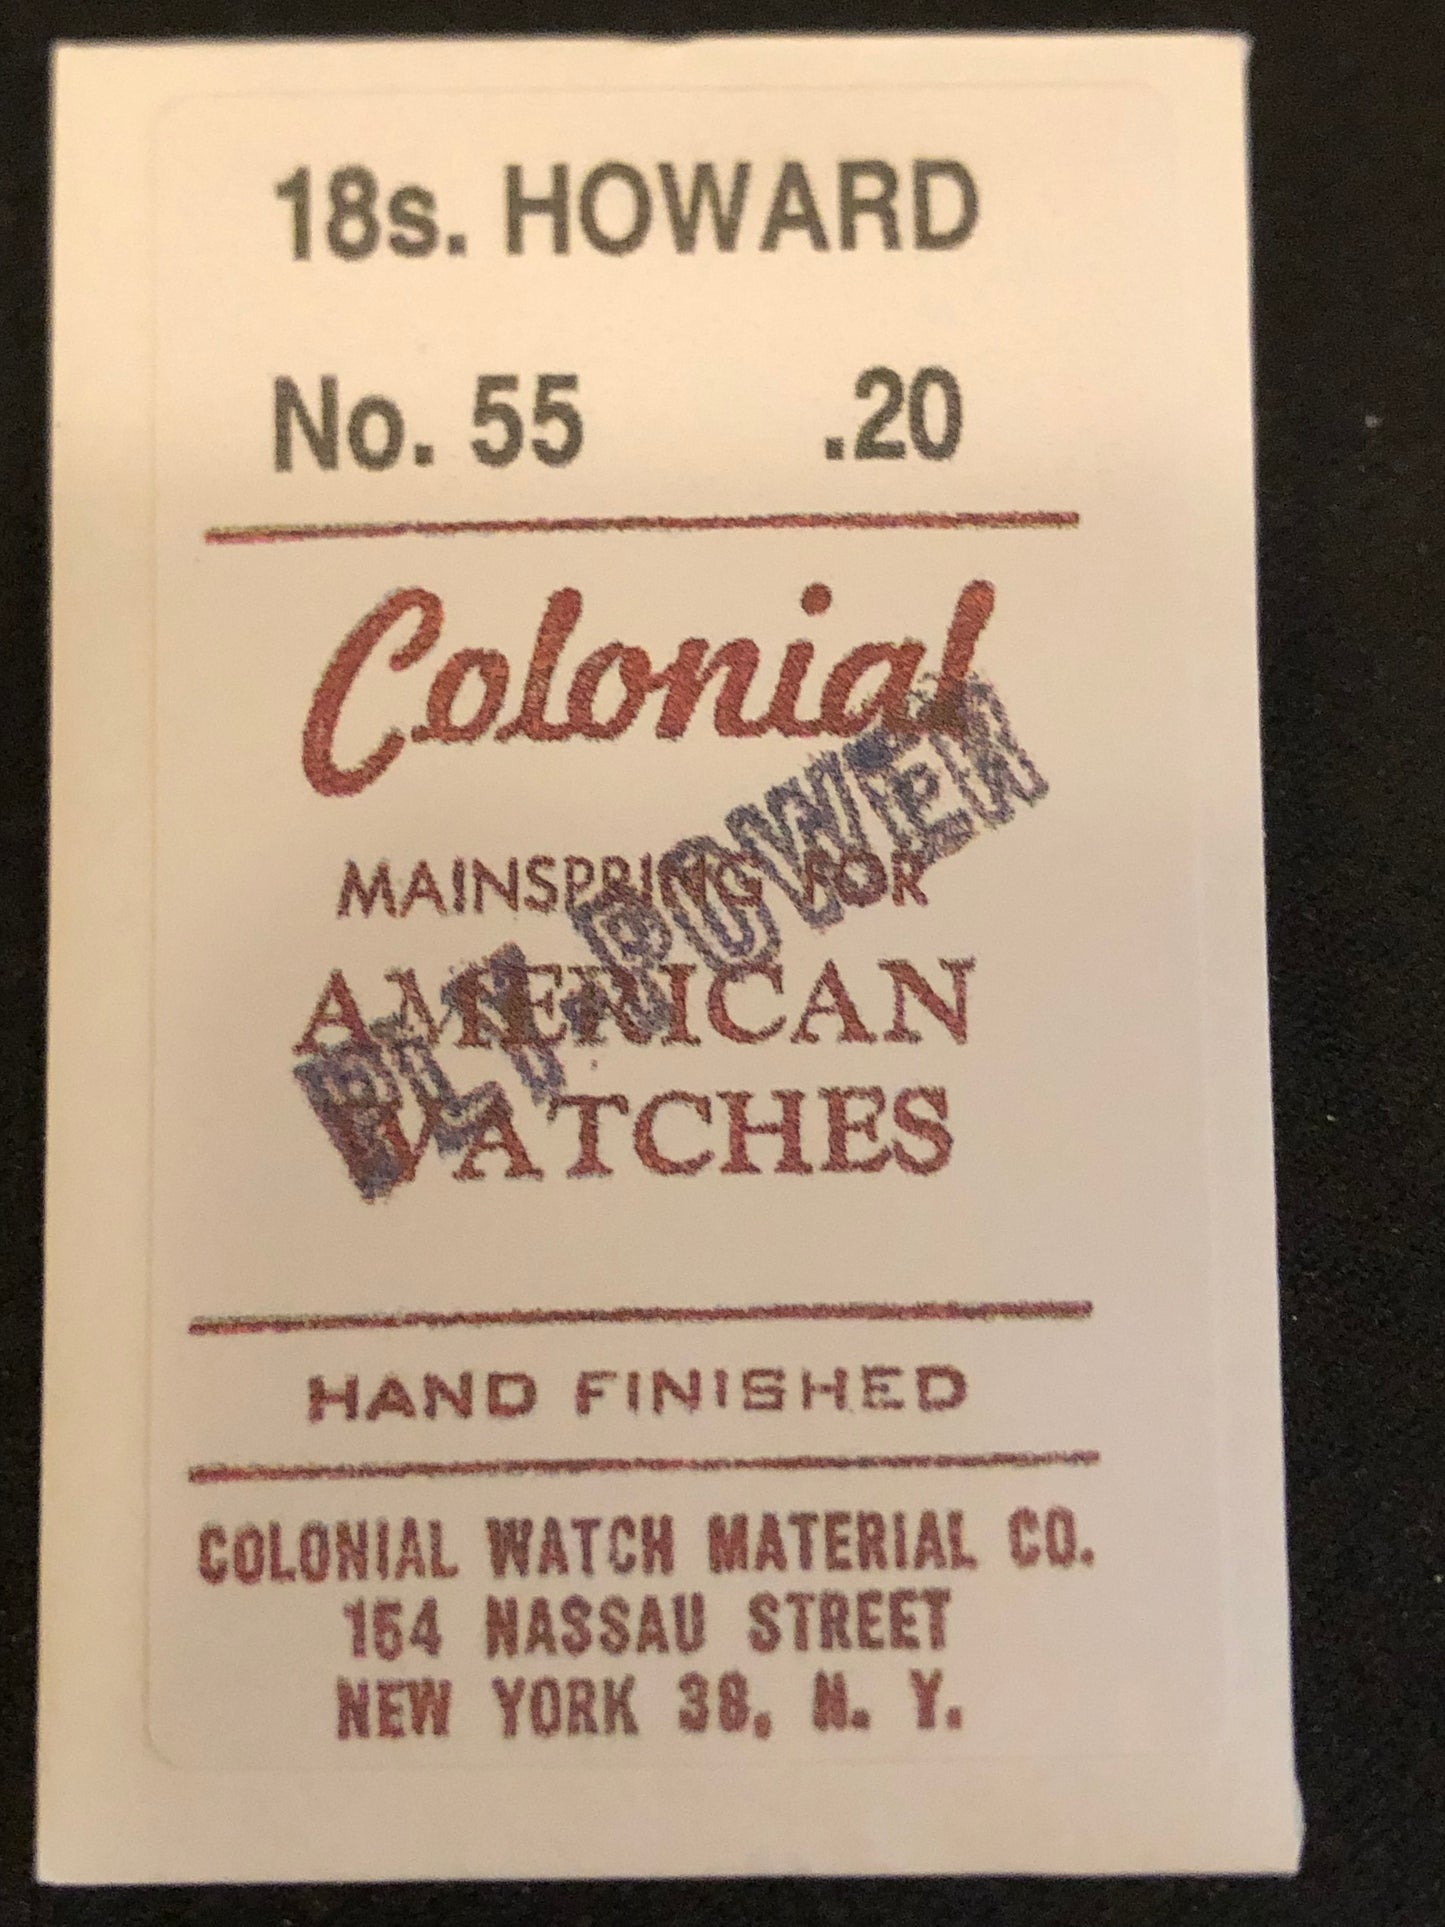 18s. HOWARD
No. 55 .20
Colonial
MAINSPRING FOR
AMERICAN
WATCHES
POWER
HAND FINISHED
COLONIAL WATCH MATERIAL CO.
154 NASSAU STREET
NEW YORK 38, N. Y.